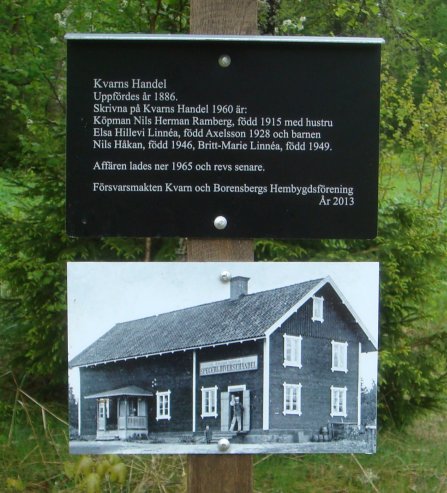 Kvarns Handel
Uppfördes år 1886.
Skrivna på Kvarns Handel 1960 är:
Köpman Nils Herman Ramberg, född 1915 med hustru
Elsa Hillevi Linnéa, född Axelsson 1928 och barnen
Nils Håkan, född 1946, Britt-Marie Linnéa, född 1949.
Affären lades ner 1965 och revs senare.
Försvarsmakten Kvarn och Borensbergs Hembygdsförening
År 2013
DIVERSEHANDEL